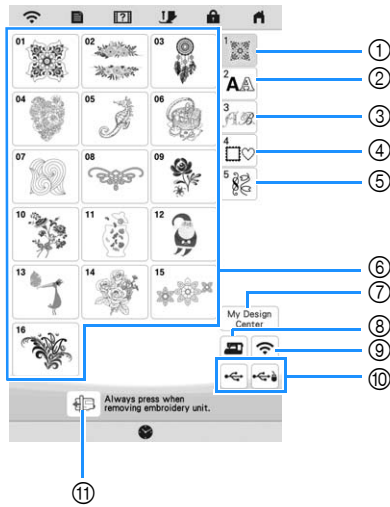 01 02 03
04 05 06
07 08 09
10 11 12
13 14 15
16
1
2 AA
3 AB
4
5
My Design
Center
Always press when
removing embroidery unit.
①
②
③
④
⑤
⑥
⑦
⑧
⑨
⑩
⑪